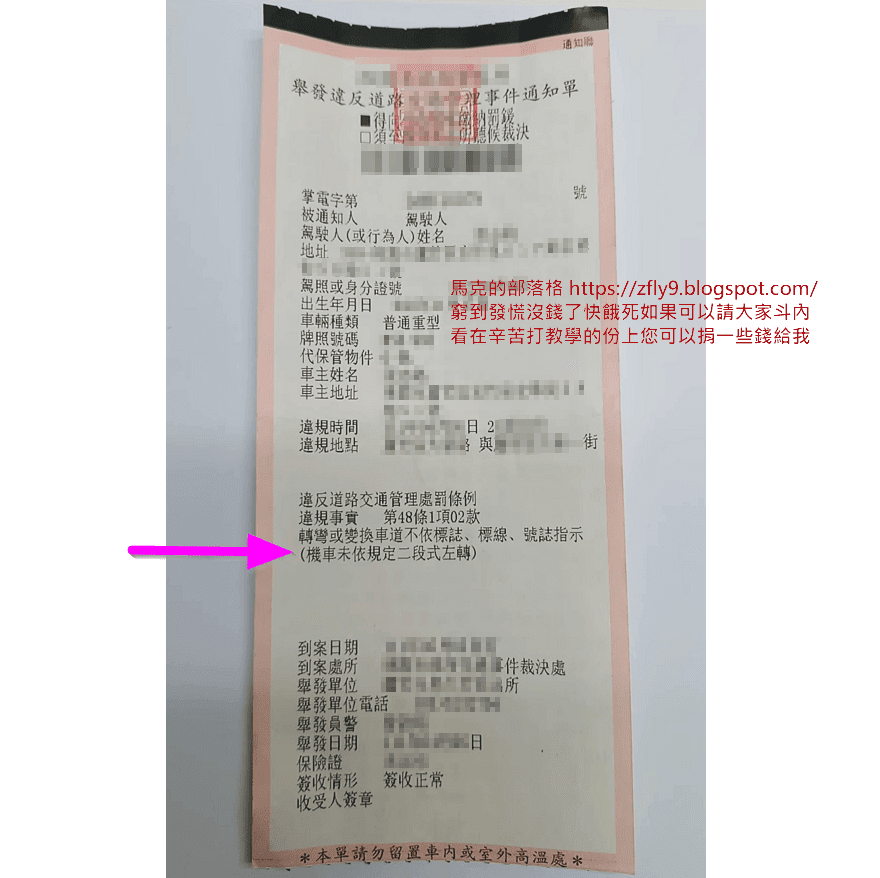 通知聯
舉發違反道路 理事件通知單
■得 繳納罰鍰
□須 所聽候裁決
掌電字第 號
被通知人 駕駛人
駕駛人(或行為人)姓名
地址
駕照或身分證號
出生年月日
車輛種類 普通重型
牌照號碼
代保管物件
車主姓名
車主地址
違規時間 日 2
違規地點 與 街
馬克的部落格 https://zfly9.blogspot.com/
窮到發慌沒錢了快餓死如果可以請大家斗內
看在辛苦打教學的份上您可以捐一些錢給我
違反道路交通管理處罰條例
違規事實 第48條1項02款
轉彎或變換車道不依標誌、標線、號誌指示
(機車未依規定二段式左轉)
到案日期
到案處所 事件裁決處
舉發單位 所
舉發單位電話
舉發員警
舉發日期 日
保險證
簽收情形 簽收正常
收受人簽章
＊本單請勿留置車內或室外高溫處＊